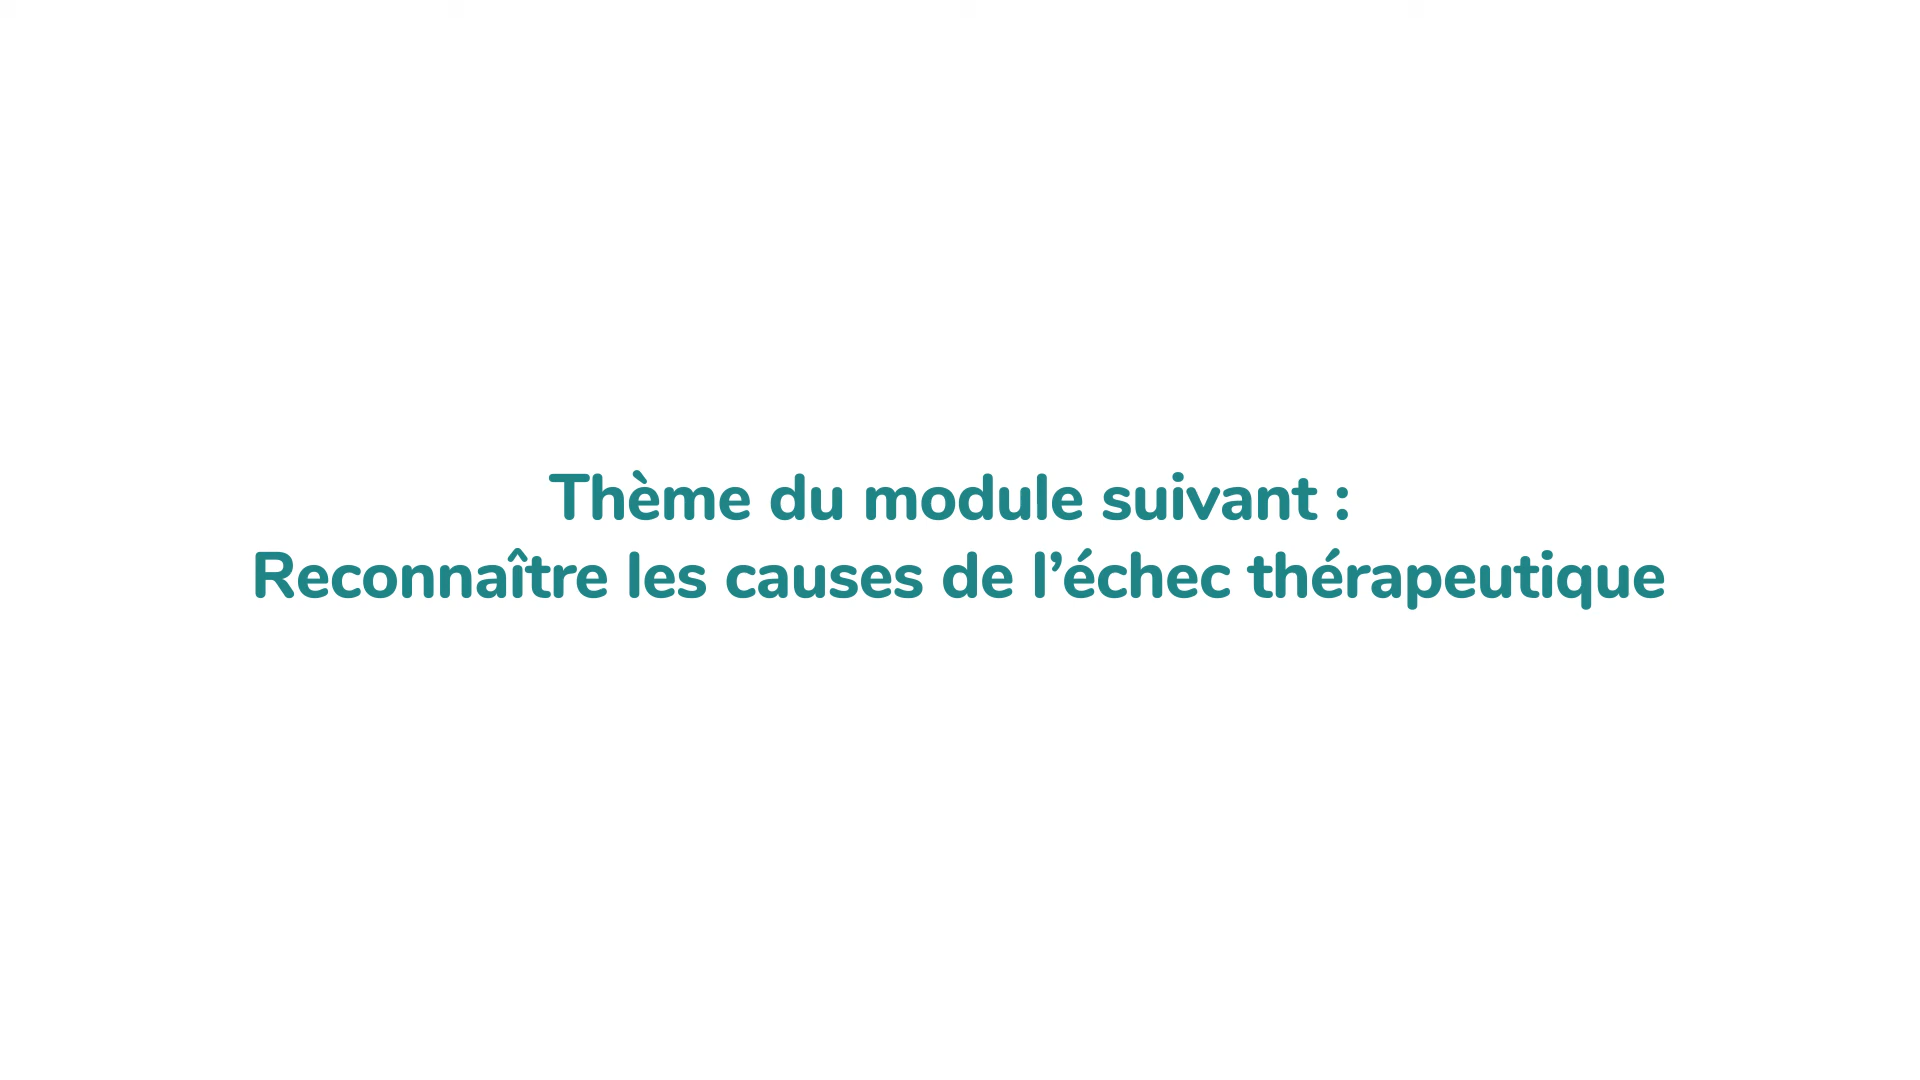 Thème du module suivant :
Reconnaître les causes de l’échec thérapeutique